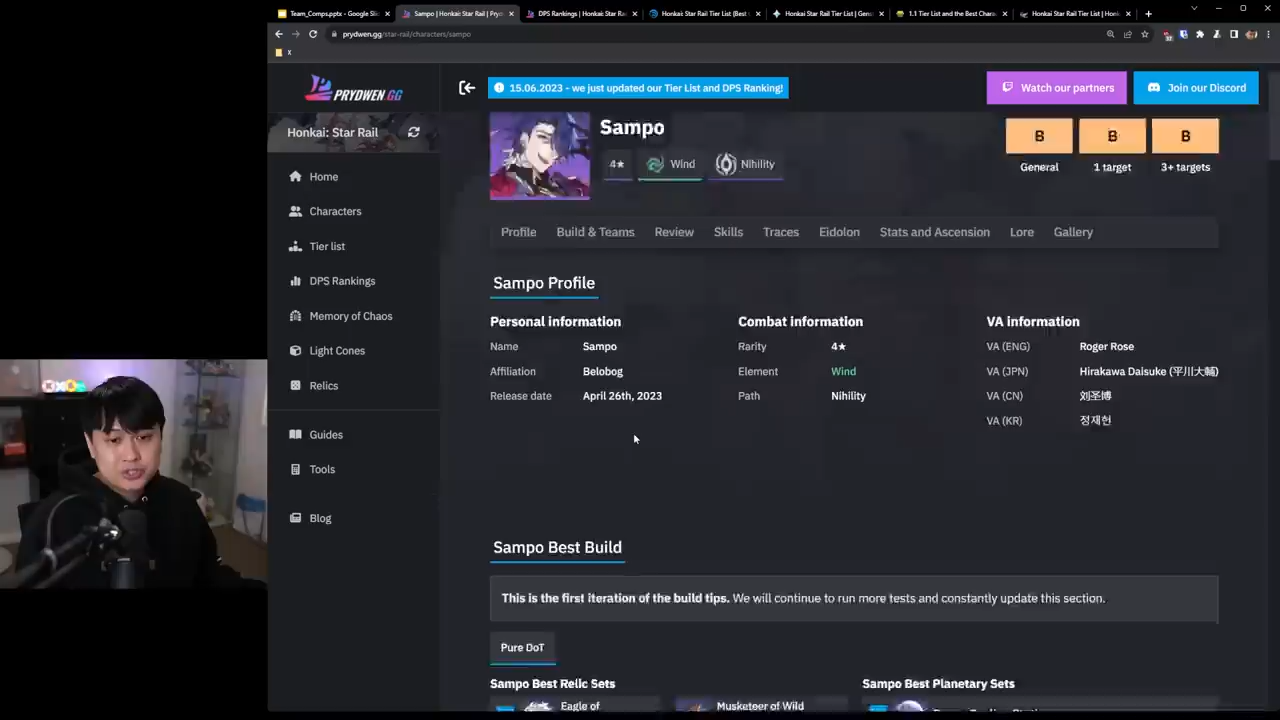 Team_Comps.pptx - Google Sli
Sampo | Honkai: Star Rail | Pryd
DPS Rankings | Honkai: Star Ra
Honkai: Star Rail Tier List (Best
Honkai Star Rail Tier List | Gen
1.1 Tier List and the Best Chara
Honkai Star Rail Tier List | Honk
prydwen.gg/star-rail/characters/sampo
X
PRYDWEN.GG
15.06.2023 - we just updated our Tier List and DPS Ranking!
Watch our partners
Join our Discord
Honkai: Star Rail
Home
Characters
Tier list
DPS Rankings
Memory of Chaos
Light Cones
Relics
Guides
Tools
Blog
Sampo
4★ Wind Nihility
B B B
General 1 target 3+ targets
Profile Build & Teams Review Skills Traces Eidolon Stats and Ascension Lore Gallery
Sampo Profile
Personal information
Name Sampo
Affiliation Belobog
Release date April 26th, 2023
Combat information
Rarity 4★
Element Wind
Path Nihility
VA information
VA (ENG) Roger Rose
VA (JPN) Hirakawa Daisuke (平川大輔)
VA (CN) 刘圣博
VA (KR) 정재헌
Sampo Best Build
This is the first iteration of the build tips. We will continue to run more tests and constantly update this section.
Pure DoT
Sampo Best Relic Sets
Sampo Best Planetary Sets
Eagle of
Musketeer of Wild